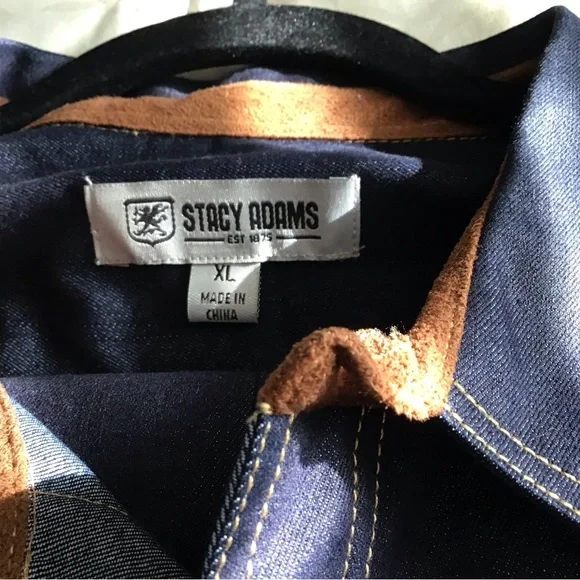 STACY ADAMS
EST 1875
XL
MADE IN
CHINA